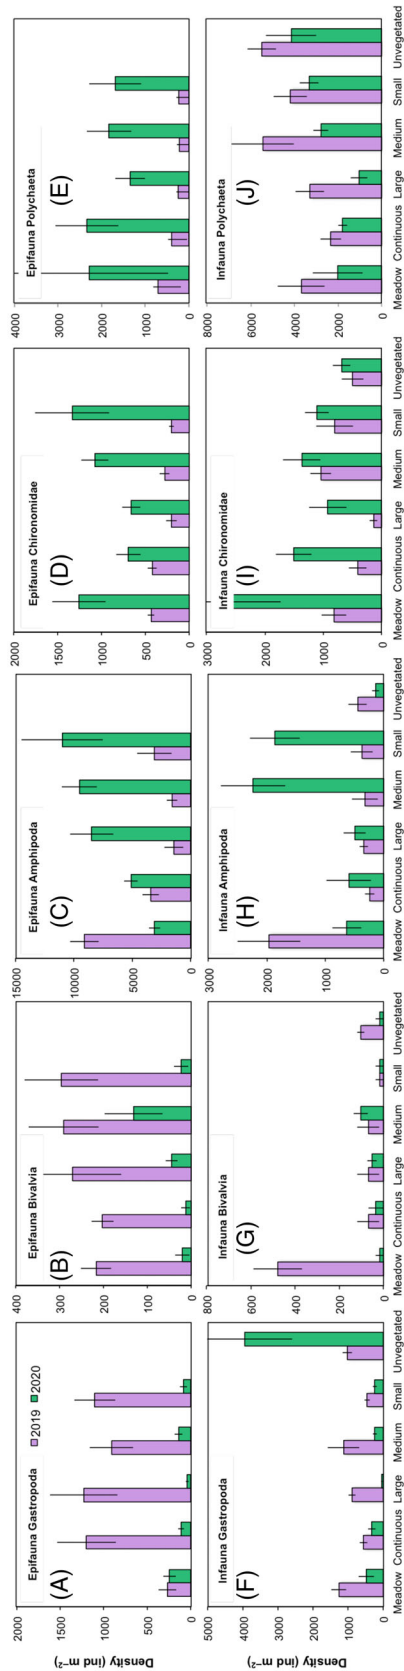 Epifauna Gastropoda
(A)
2019
2020
2000
1500
1000
500
0
Density (ind m⁻²)
Epifauna Bivalvia
(B)
400
300
200
100
0
Epifauna Amphipoda
(C)
15000
10000
5000
0
Epifauna Chironomidae
(D)
2000
1500
1000
500
0
Epifauna Polychaeta
(E)
4000
3000
2000
1000
0
Infauna Gastropoda
(F)
5000
4000
3000
2000
1000
0
Density (ind m⁻²)
Meadow Continuous Large Medium Small Unvegetated
Infauna Bivalvia
(G)
800
600
400
200
0
Meadow Continuous Large Medium Small Unvegetated
Infauna Amphipoda
(H)
3000
2000
1000
0
Meadow Continuous Large Medium Small Unvegetated
Infauna Chironomidae
(I)
3000
2000
1000
0
Meadow Continuous Large Medium Small Unvegetated
Infauna Polychaeta
(J)
8000
6000
4000
2000
0
Meadow Continuous Large Medium Small Unvegetated